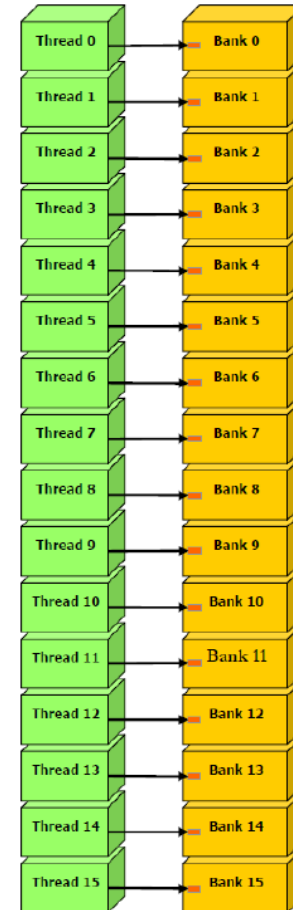 Thread 0 Bank 0
Thread 1 Bank 1
Thread 2 Bank 2
Thread 3 Bank 3
Thread 4 Bank 4
Thread 5 Bank 5
Thread 6 Bank 6
Thread 7 Bank 7
Thread 8 Bank 8
Thread 9 Bank 9
Thread 10 Bank 10
Thread 11 Bank 11
Thread 12 Bank 12
Thread 13 Bank 13
Thread 14 Bank 14
Thread 15 Bank 15